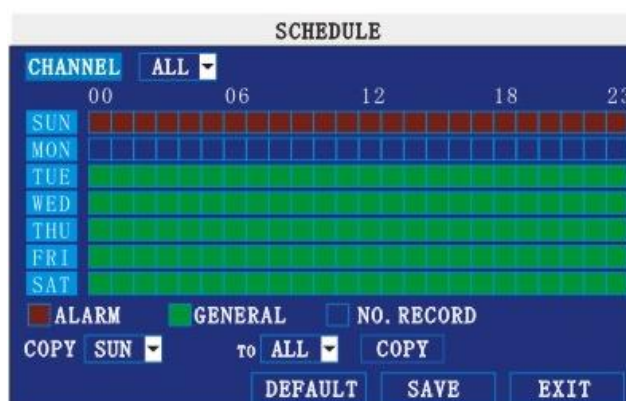 SCHEDULE
CHANNEL ALL
00 06 12 18 23
SUN
MON
TUE
WED
THU
FRI
SAT
ALARM GENERAL NO. RECORD
COPY SUN TO ALL COPY
DEFAULT SAVE EXIT